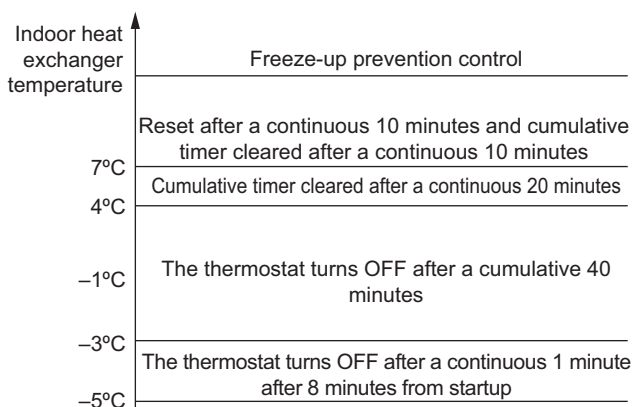 Indoor heat
exchanger
temperature
Freeze-up prevention control
Reset after a continuous 10 minutes and cumulative
timer cleared after a continuous 10 minutes
7ºC
Cumulative timer cleared after a continuous 20 minutes
4ºC
–1ºC
The thermostat turns OFF after a cumulative 40
minutes
–3ºC
The thermostat turns OFF after a continuous 1 minute
after 8 minutes from startup
–5ºC